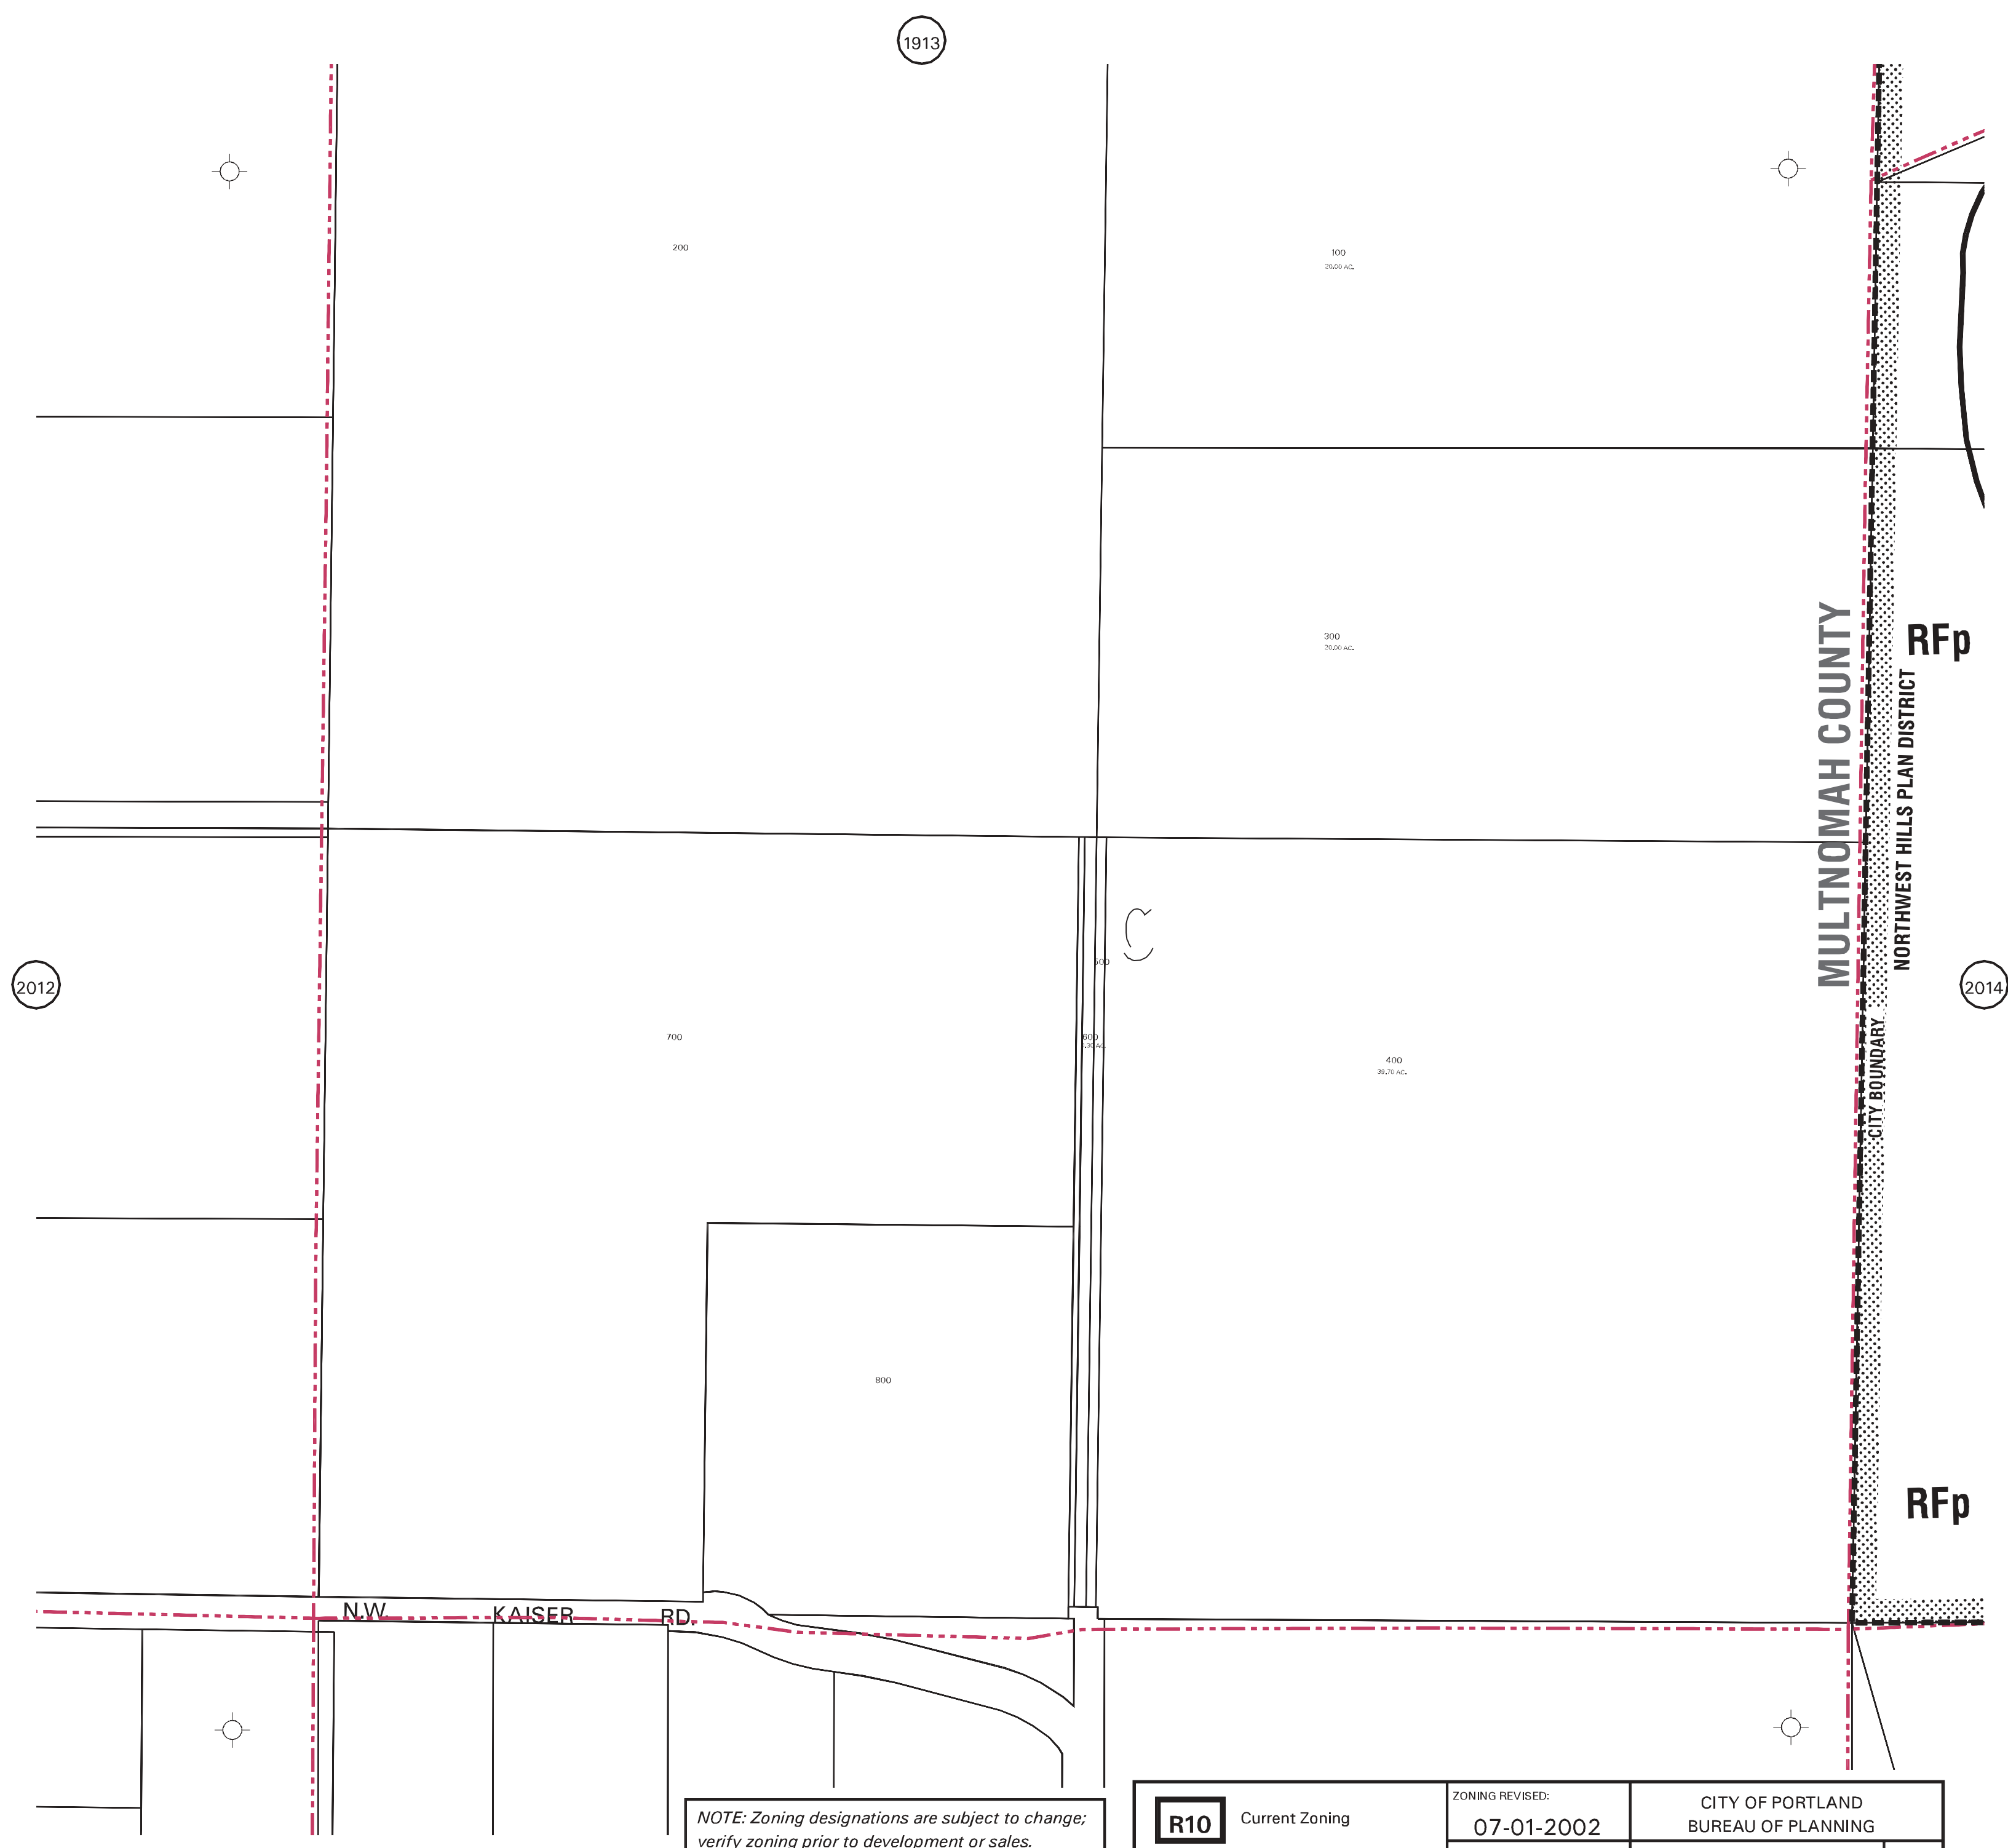 1913
200
100
20.00 AC.
300
20.00 AC.
RFp
MULTNOMAH COUNTY
NORTHWEST HILLS PLAN DISTRICT
C
500
2012
2014
700
600
400
39.70 AC.
CITY BOUNDARY
800
RFp
N.W. KAISER RD.
NOTE: Zoning designations are subject to change;
verify zoning prior to development or sales.
R10 Current Zoning
ZONING REVISED:
07-01-2002
CITY OF PORTLAND
BUREAU OF PLANNING